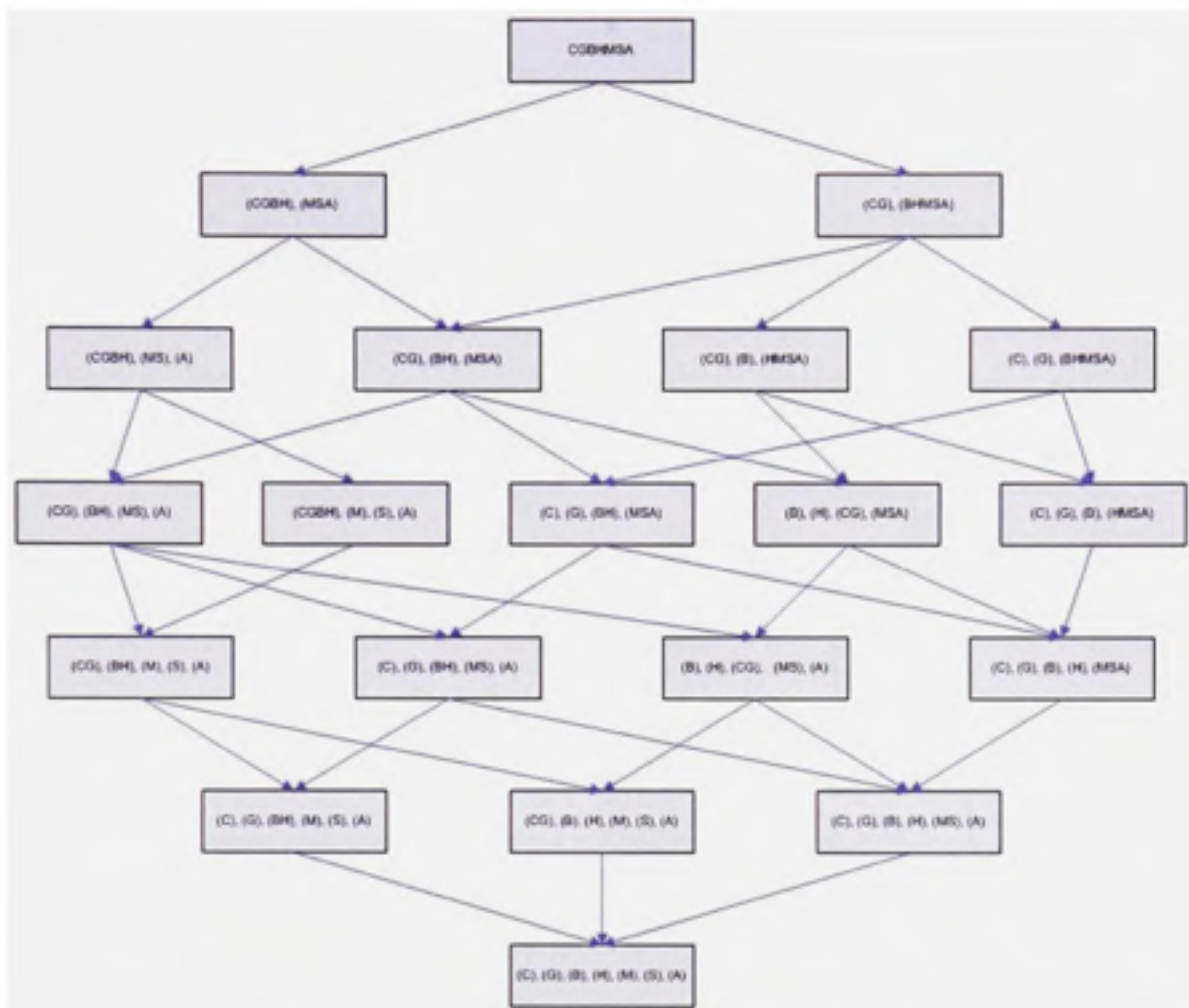 CGBHMSA
(CGBH), (MSA)
(CG), (BHMSA)
(CGBH), (MS), (A)
(CG), (BH), (MSA)
(CG), (B), (HMSA)
(C), (G), (BHMSA)
(CG), (BH), (MS), (A)
(CGBH), (M), (S), (A)
(C), (G), (BH), (MSA)
(B), (H), (CG), (MSA)
(C), (G), (B), (HMSA)
(CG), (BH), (M), (S), (A)
(C), (G), (BH), (MS), (A)
(B), (H), (CG), (MS), (A)
(C), (G), (B), (H), (MSA)
(C), (G), (BH), (M), (S), (A)
(CG), (B), (H), (M), (S), (A)
(C), (G), (B), (H), (MS), (A)
(C), (G), (B), (H), (M), (S), (A)